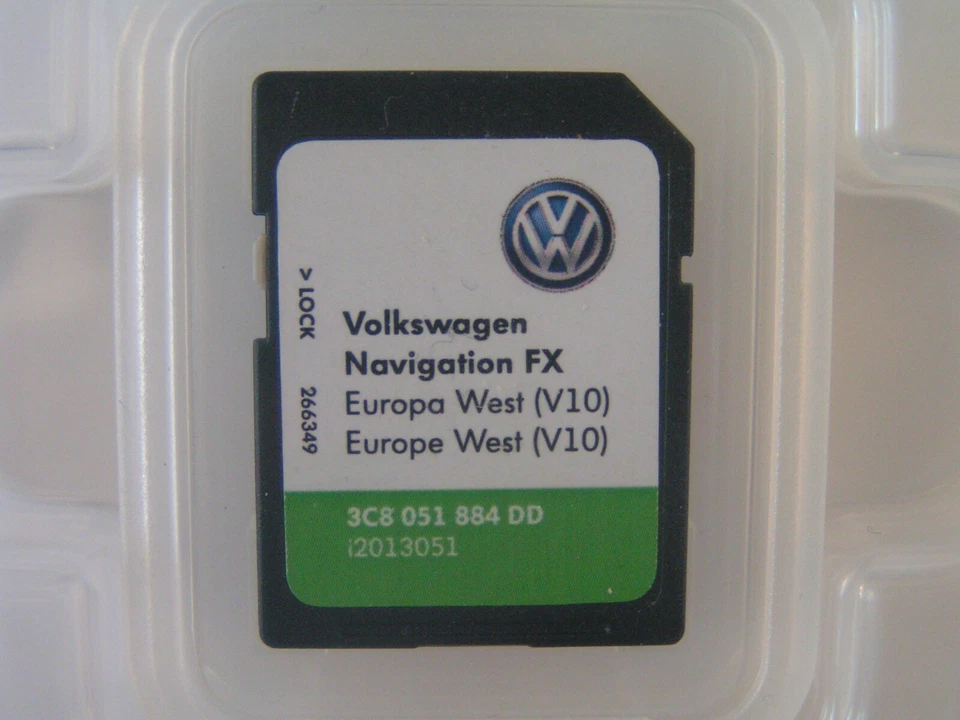 > LOCK
266349
Volkswagen
Navigation FX
Europa West (V10)
Europe West (V10)
3C8 051 884 DD
i2013051